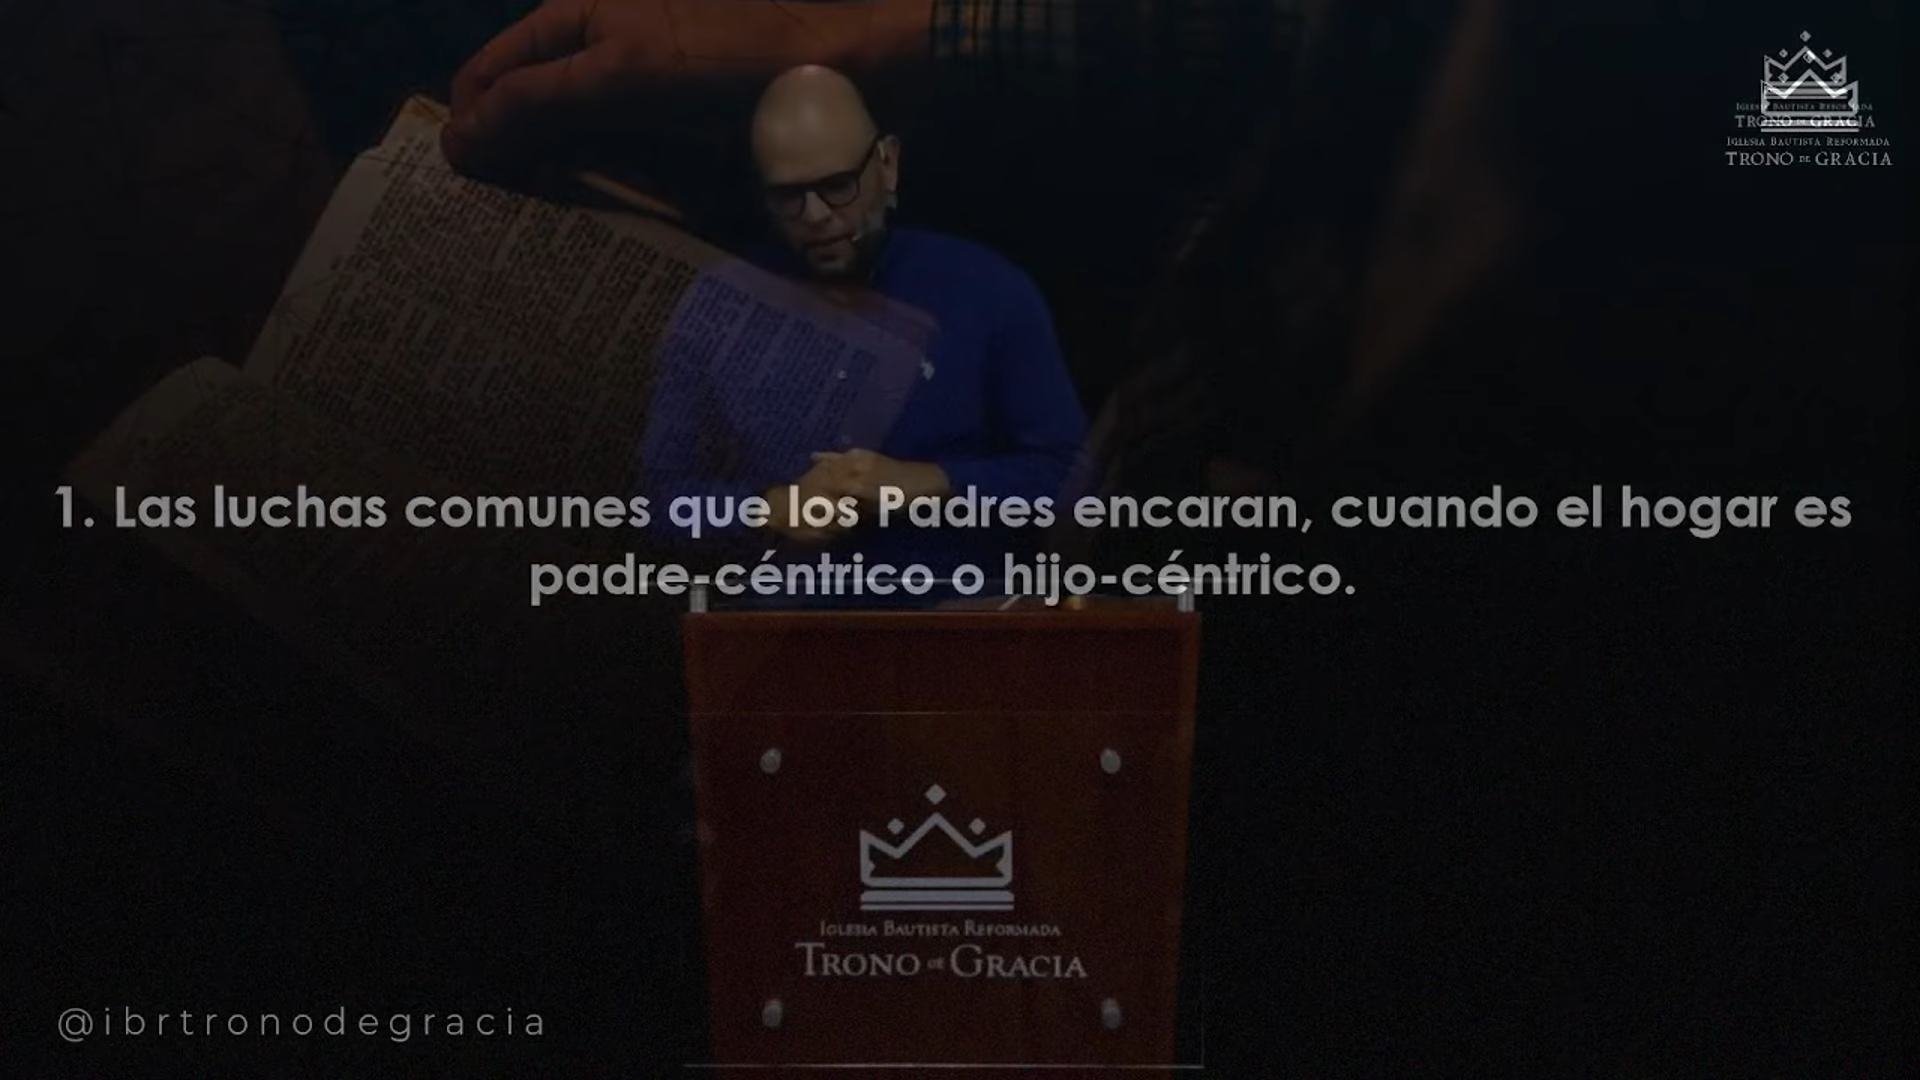 IGLESIA BAUTISTA REFORMADA
TRONO DE GRACIA
IGLESIA BAUTISTA REFORMADA
TRONO DE GRACIA
1. Las luchas comunes que los Padres encaran, cuando el hogar es
padre-céntrico o hijo-céntrico.
IGLESIA BAUTISTA REFORMADA
TRONO DE GRACIA
@ibrtronodegracia